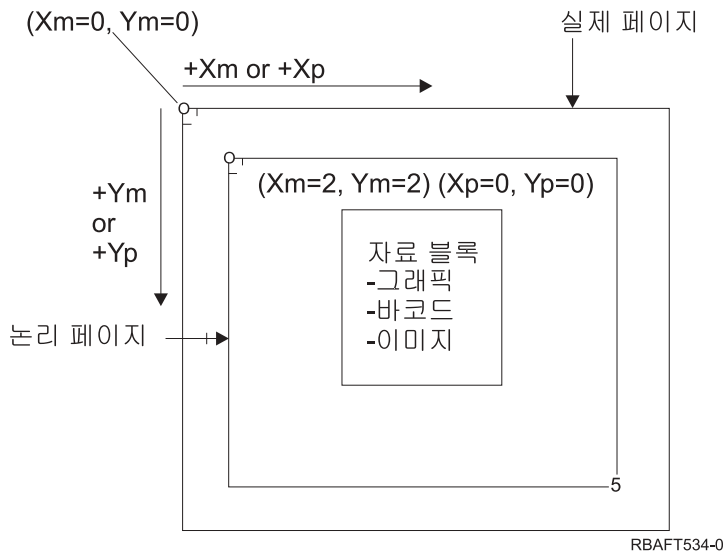 (Xm=0, Ym=0)
실제 페이지
+Xm or +Xp
+Ym
or
+Yp
(Xm=2, Ym=2) (Xp=0, Yp=0)
자료 블록
-그래픽
-바코드
-이미지
논리 페이지
5
RBAFT534-0